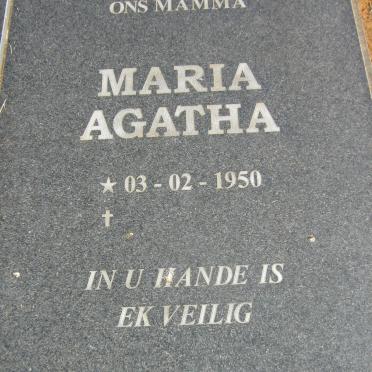 ONS MAMMA
MARIA
AGATHA
★ 03 - 02 - 1950
✝
IN U HANDE IS
EK VEILIG